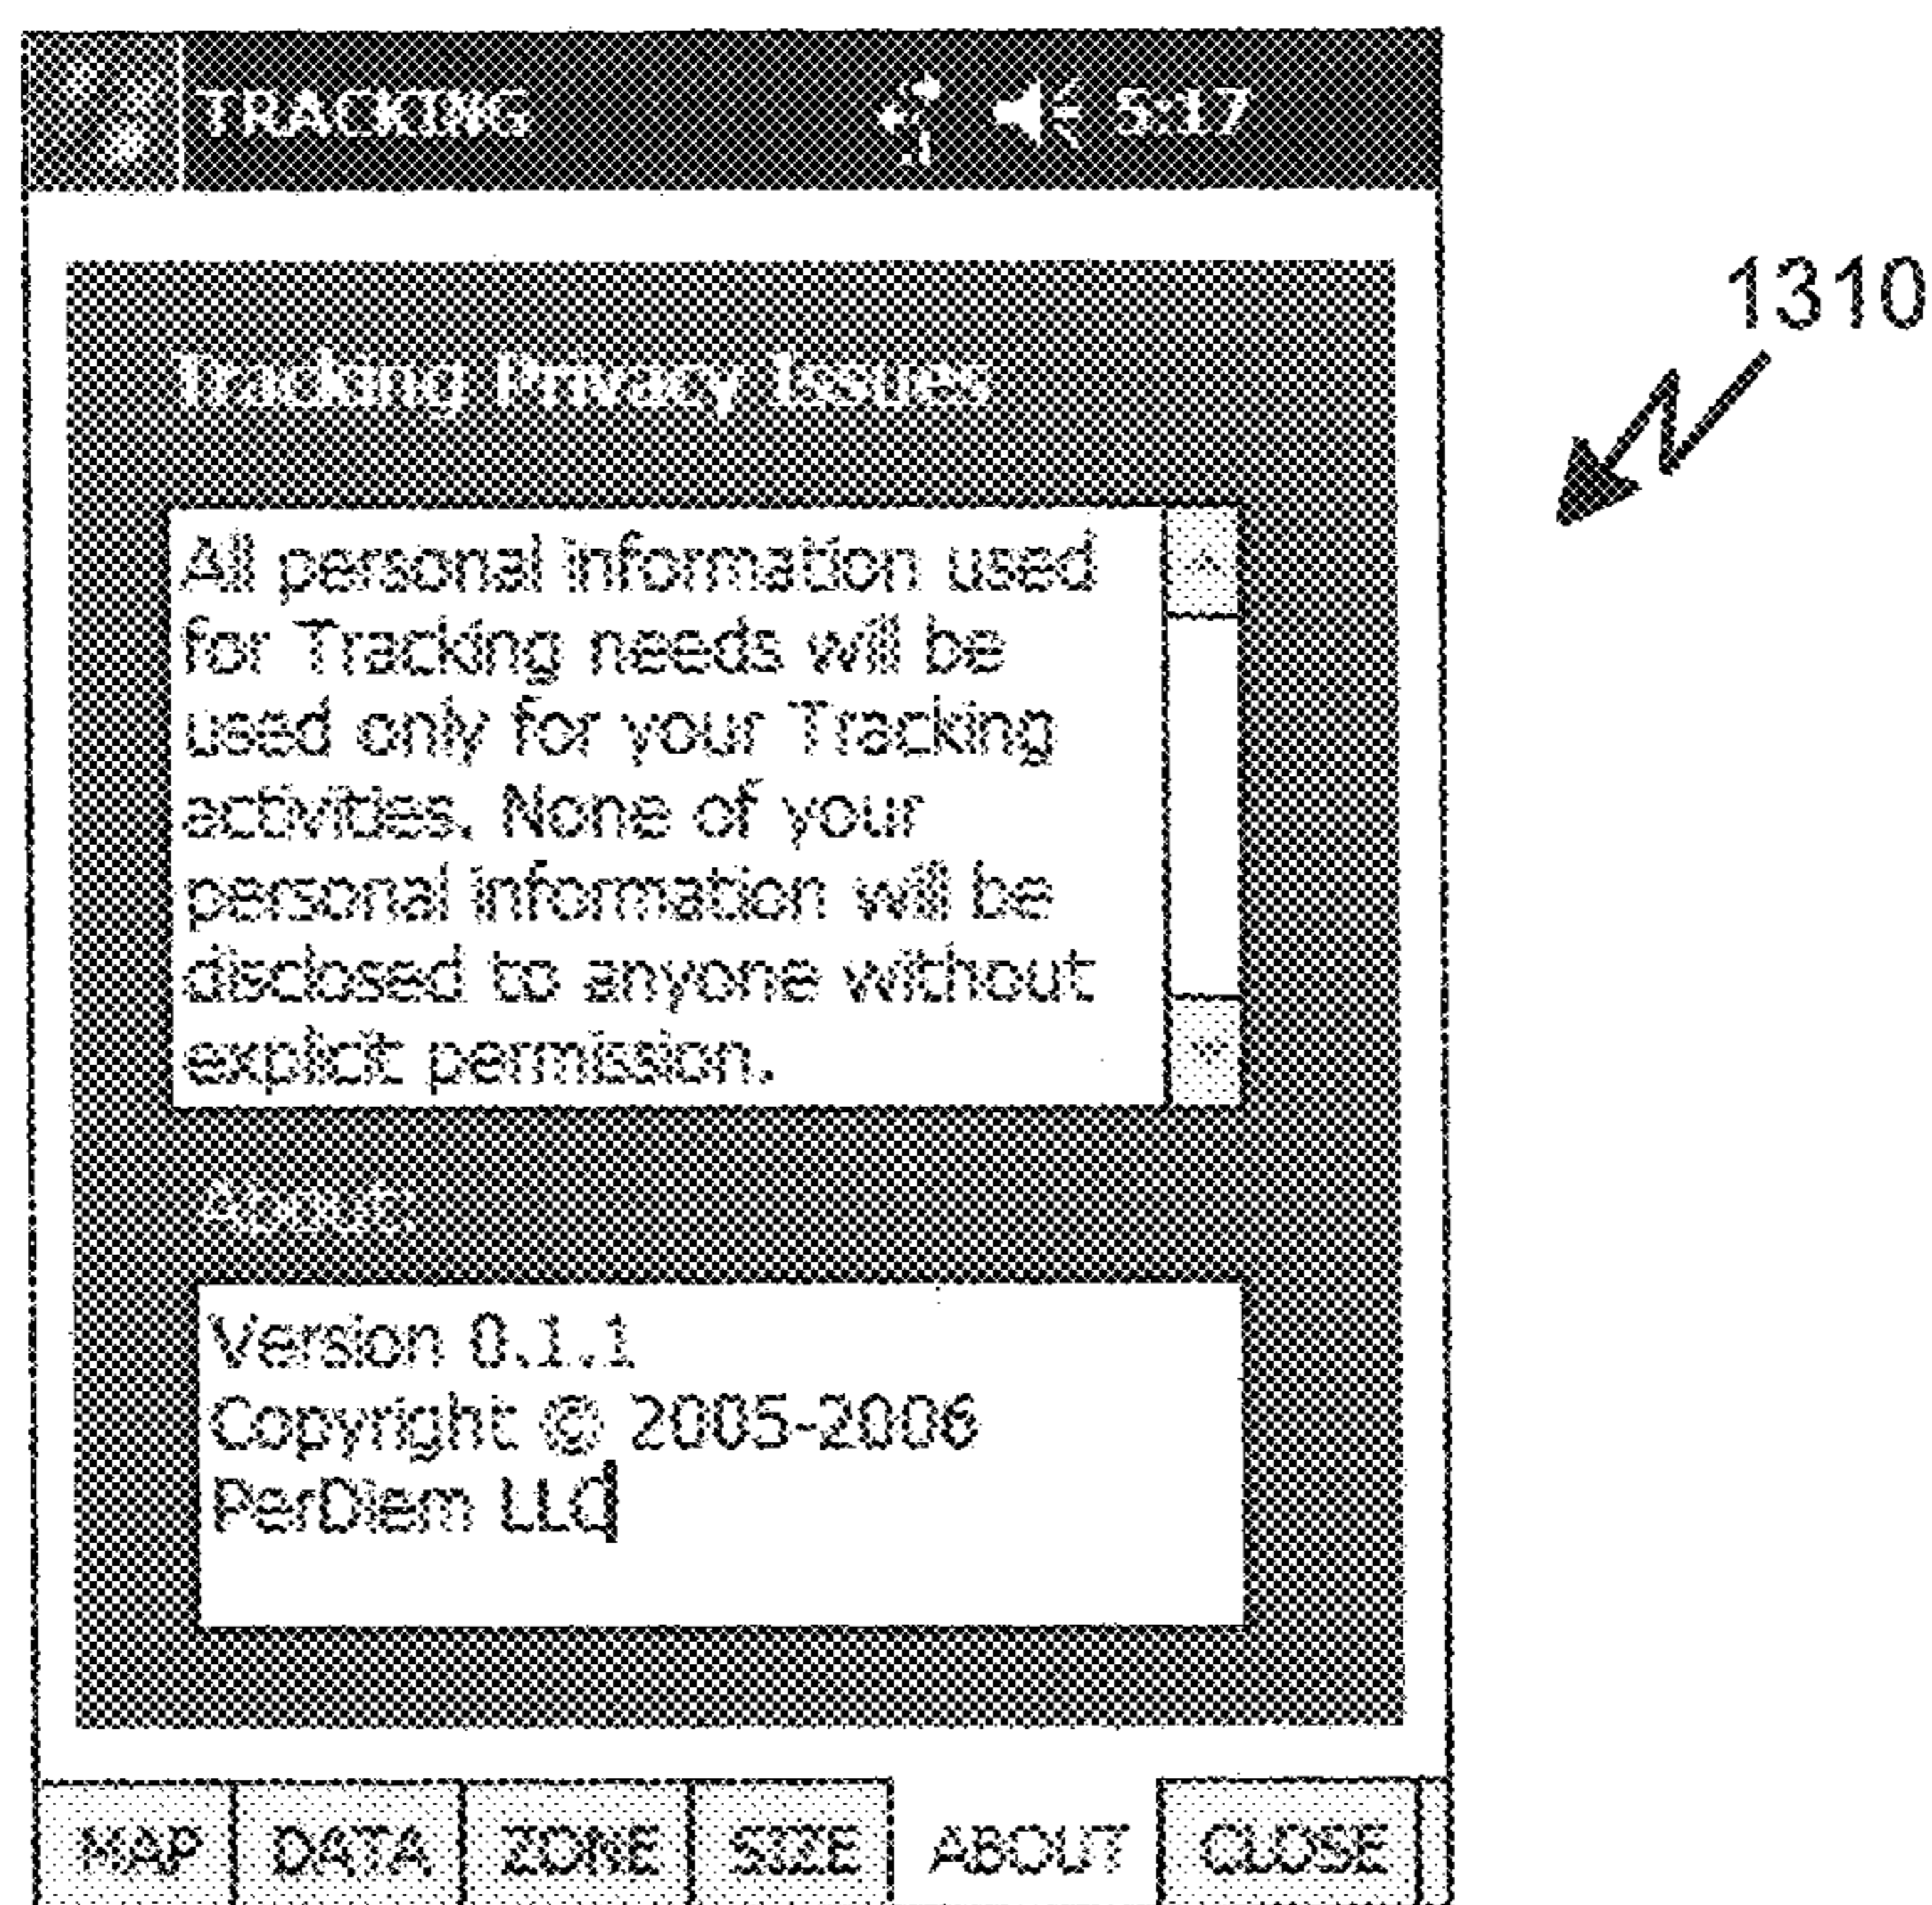 TRACKING 5:17
1310
Tracking Privacy Issues
All personal information used
for Tracking needs will be
used only for your Tracking
activities. None of your
personal information will be
disclosed to anyone without
explicit permission.
About:
Version 0.1.1
Copyright © 2005-2006
PerDiem LLC
MAP DATA ZONE SIZE ABOUT CLOSE